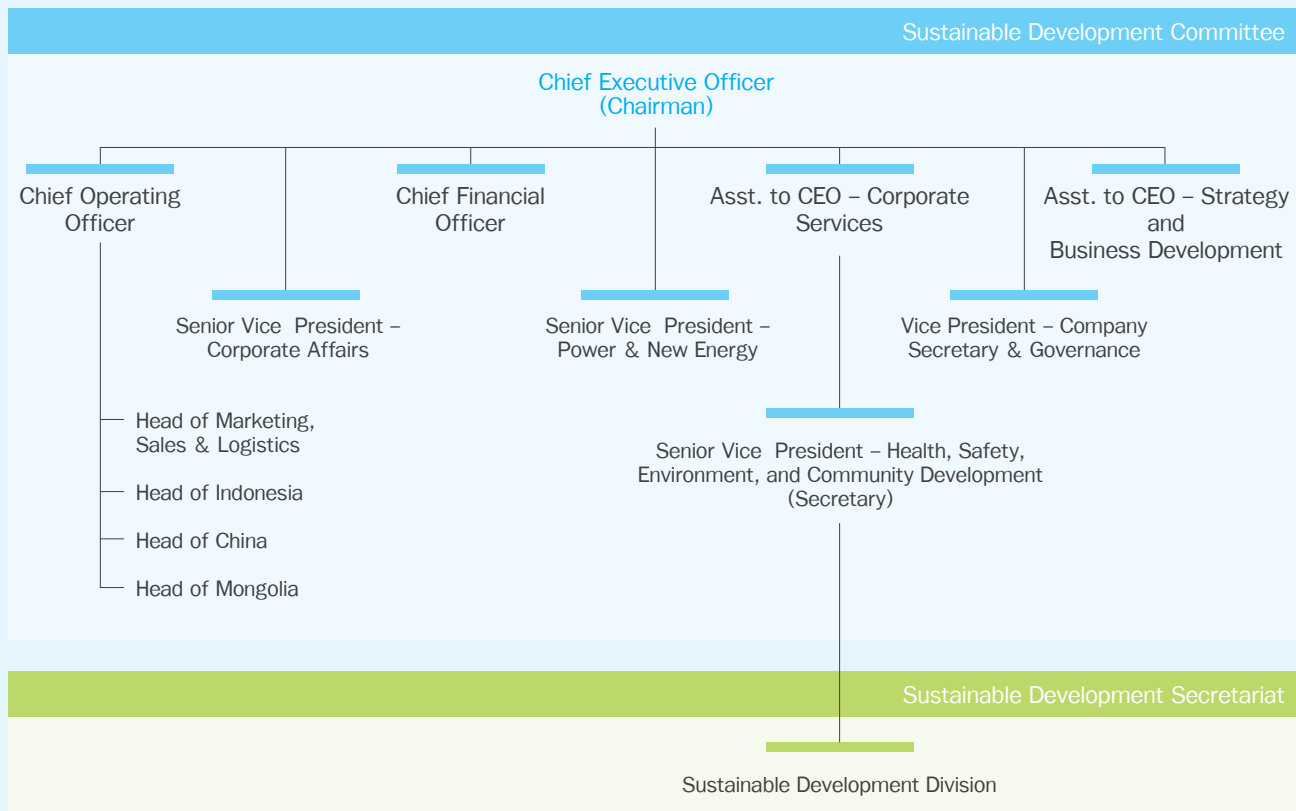 Sustainable Development Committee
Chief Executive Officer
(Chairman)
Chief Operating
Officer
Chief Financial
Officer
Asst. to CEO – Corporate
Services
Asst. to CEO – Strategy
and
Business Development
Senior Vice President –
Corporate Affairs
Senior Vice President –
Power & New Energy
Vice President – Company
Secretary & Governance
Head of Marketing,
Sales & Logistics
Head of Indonesia
Head of China
Head of Mongolia
Senior Vice President – Health, Safety,
Environment, and Community Development
(Secretary)
Sustainable Development Secretariat
Sustainable Development Division